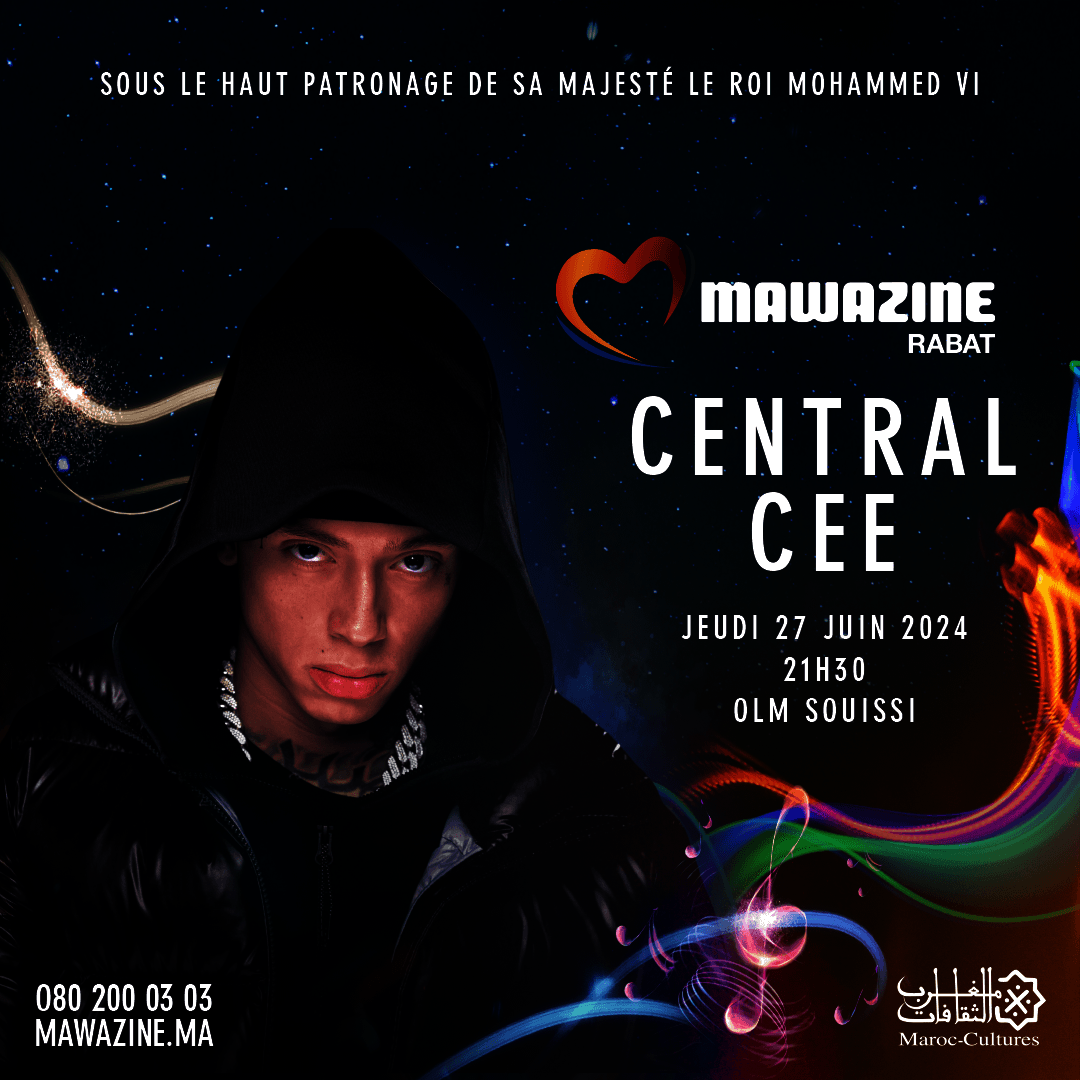 SOUS LE HAUT PATRONAGE DE SA MAJESTÉ LE ROI MOHAMMED VI
MAWAZINE
RABAT
CENTRAL
CEE
JEUDI 27 JUIN 2024
21H30
OLM SOUISSI
080 200 03 03
MAWAZINE.MA
مغرب الثقافات
Maroc-Cultures